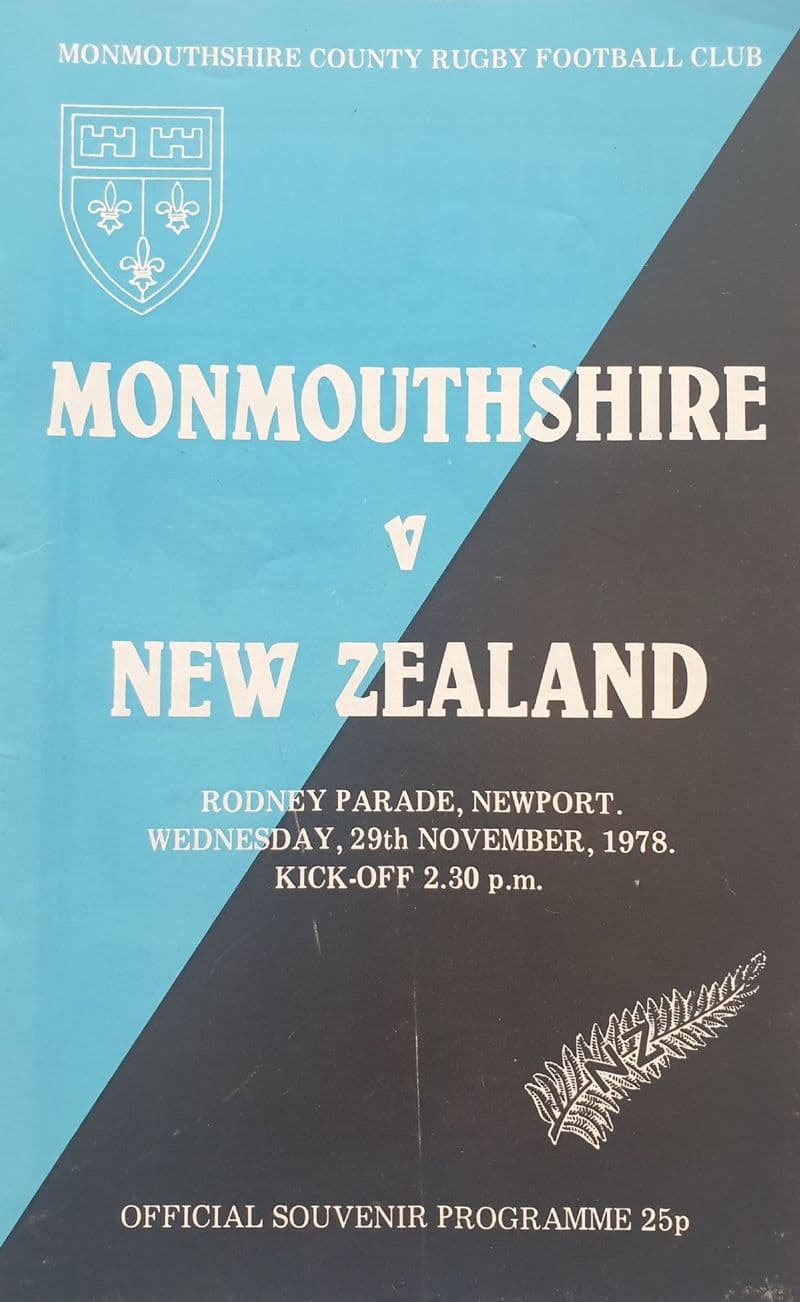 MONMOUTHSHIRE COUNTY RUGBY FOOTBALL CLUB
MONMOUTHSHIRE
v
NEW ZEALAND
RODNEY PARADE, NEWPORT.
WEDNESDAY, 29th NOVEMBER, 1978.
KICK-OFF 2.30 p.m.
NZ
OFFICIAL SOUVENIR PROGRAMME 25p